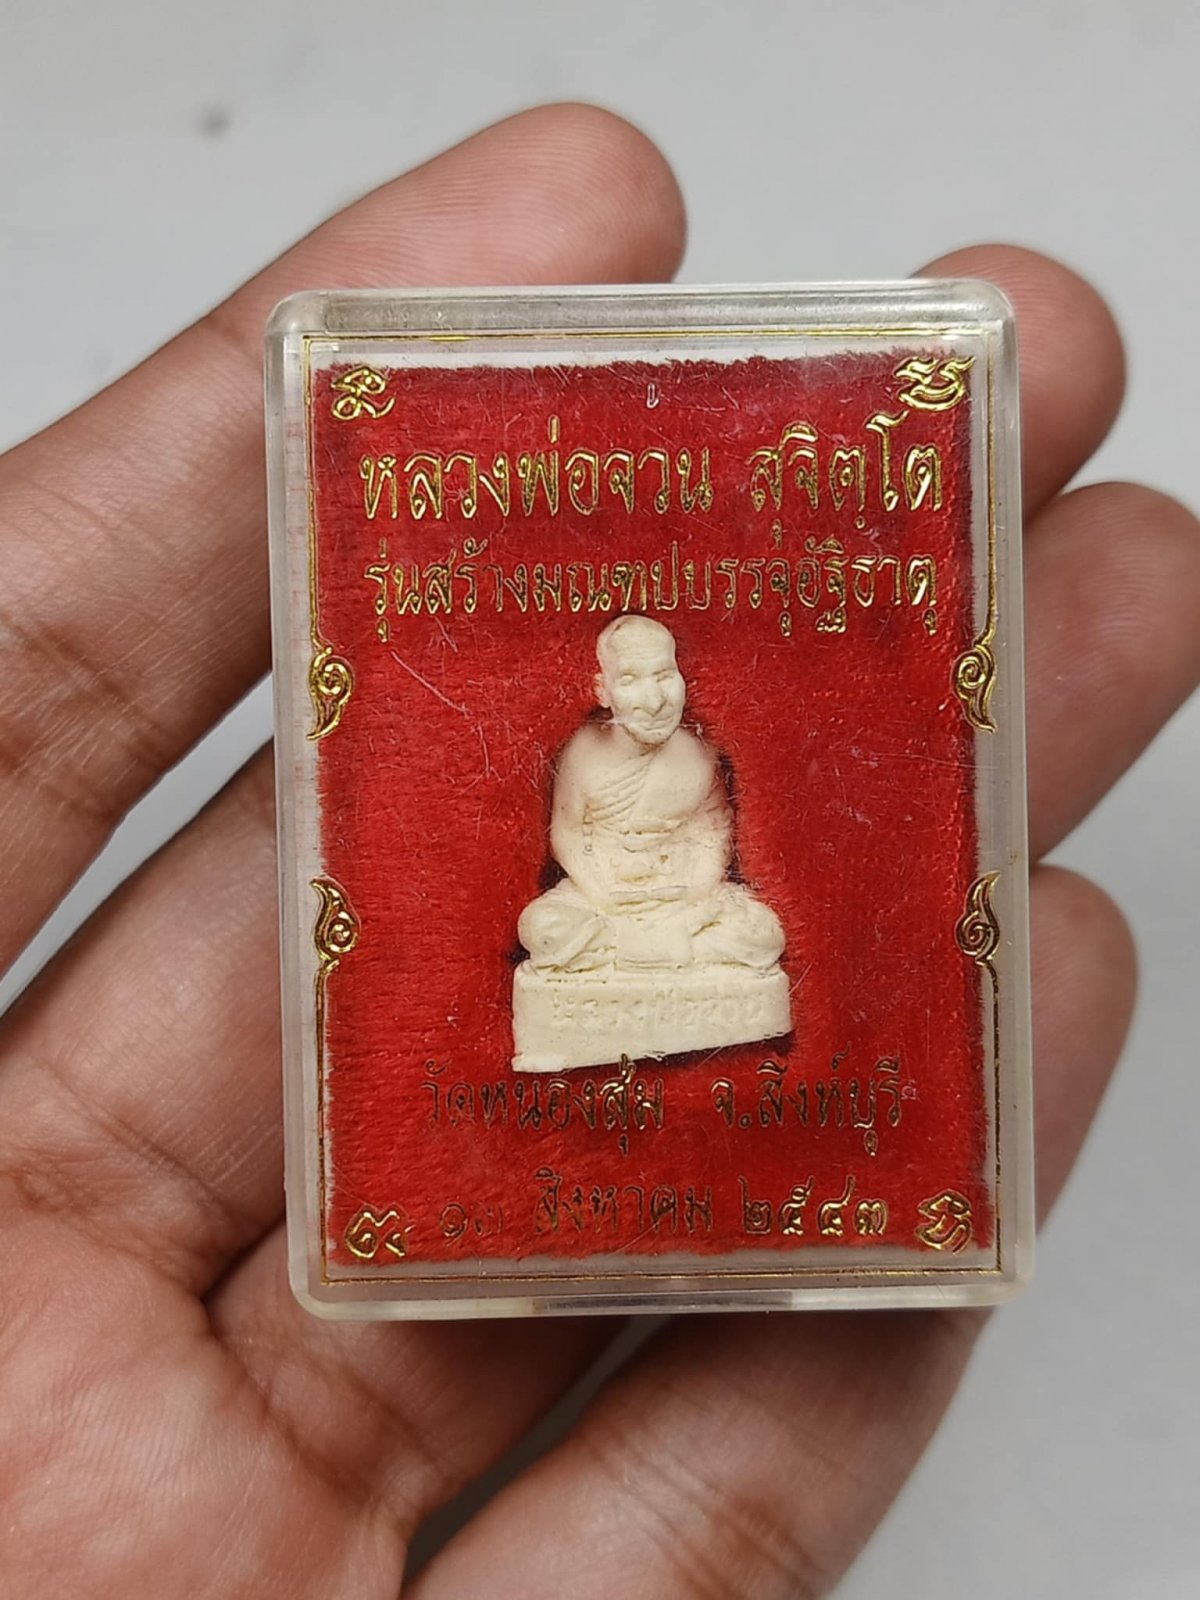 หลวงพ่อจวน สุจิตฺโต
รุ่นสร้างมณฑปบรรจุอัฐิธาตุ
หลวงพ่อจวน
วัดหนองสุ่ม จ.สิงห์บุรี
๑๓ สิงหาคม ๒๕๔๓